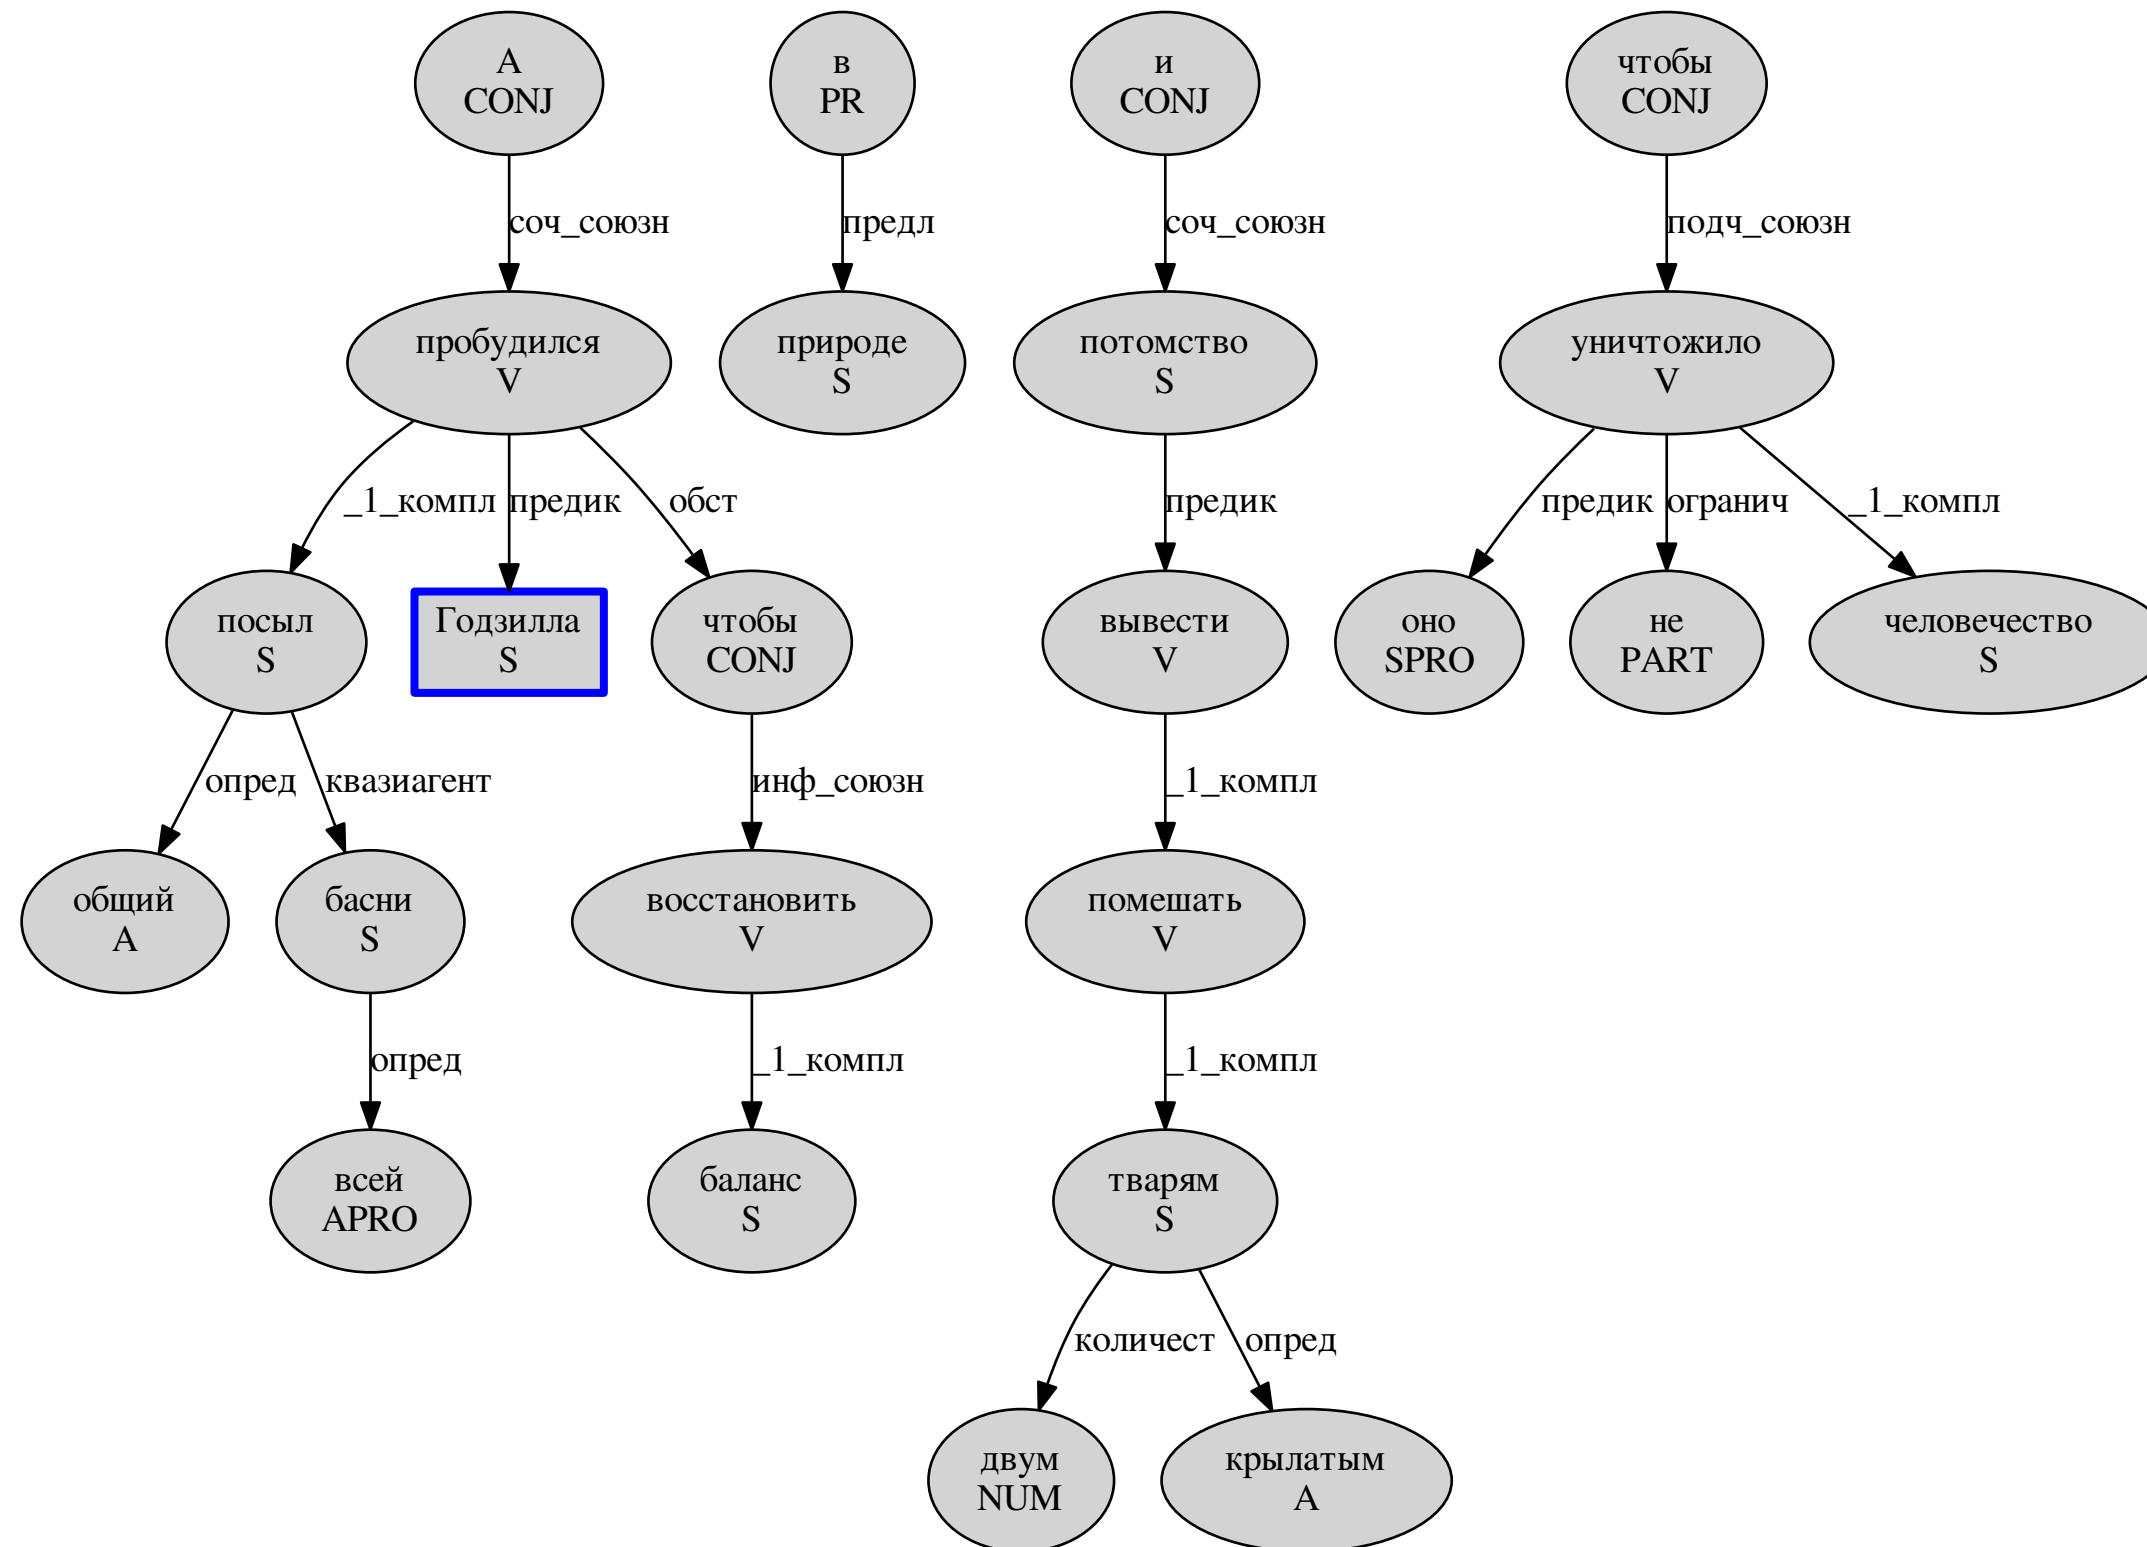 А
CONJ
в
PR
и
CONJ
чтобы
CONJ
соч_союзн
предл
соч_союзн
подч_союзн
пробудился
V
природе
S
потомство
S
уничтожило
V
_1_компл
предик
обст
предик
предик
огранич
_1_компл
посыл
S
Годзилла
S
чтобы
CONJ
вывести
V
оно
SPRO
не
PART
человечество
S
опред
квазиагент
инф_союзн
_1_компл
общий
A
басни
S
восстановить
V
помешать
V
опред
_1_компл
_1_компл
всей
APRO
баланс
S
тварям
S
количест
опред
двум
NUM
крылатым
A